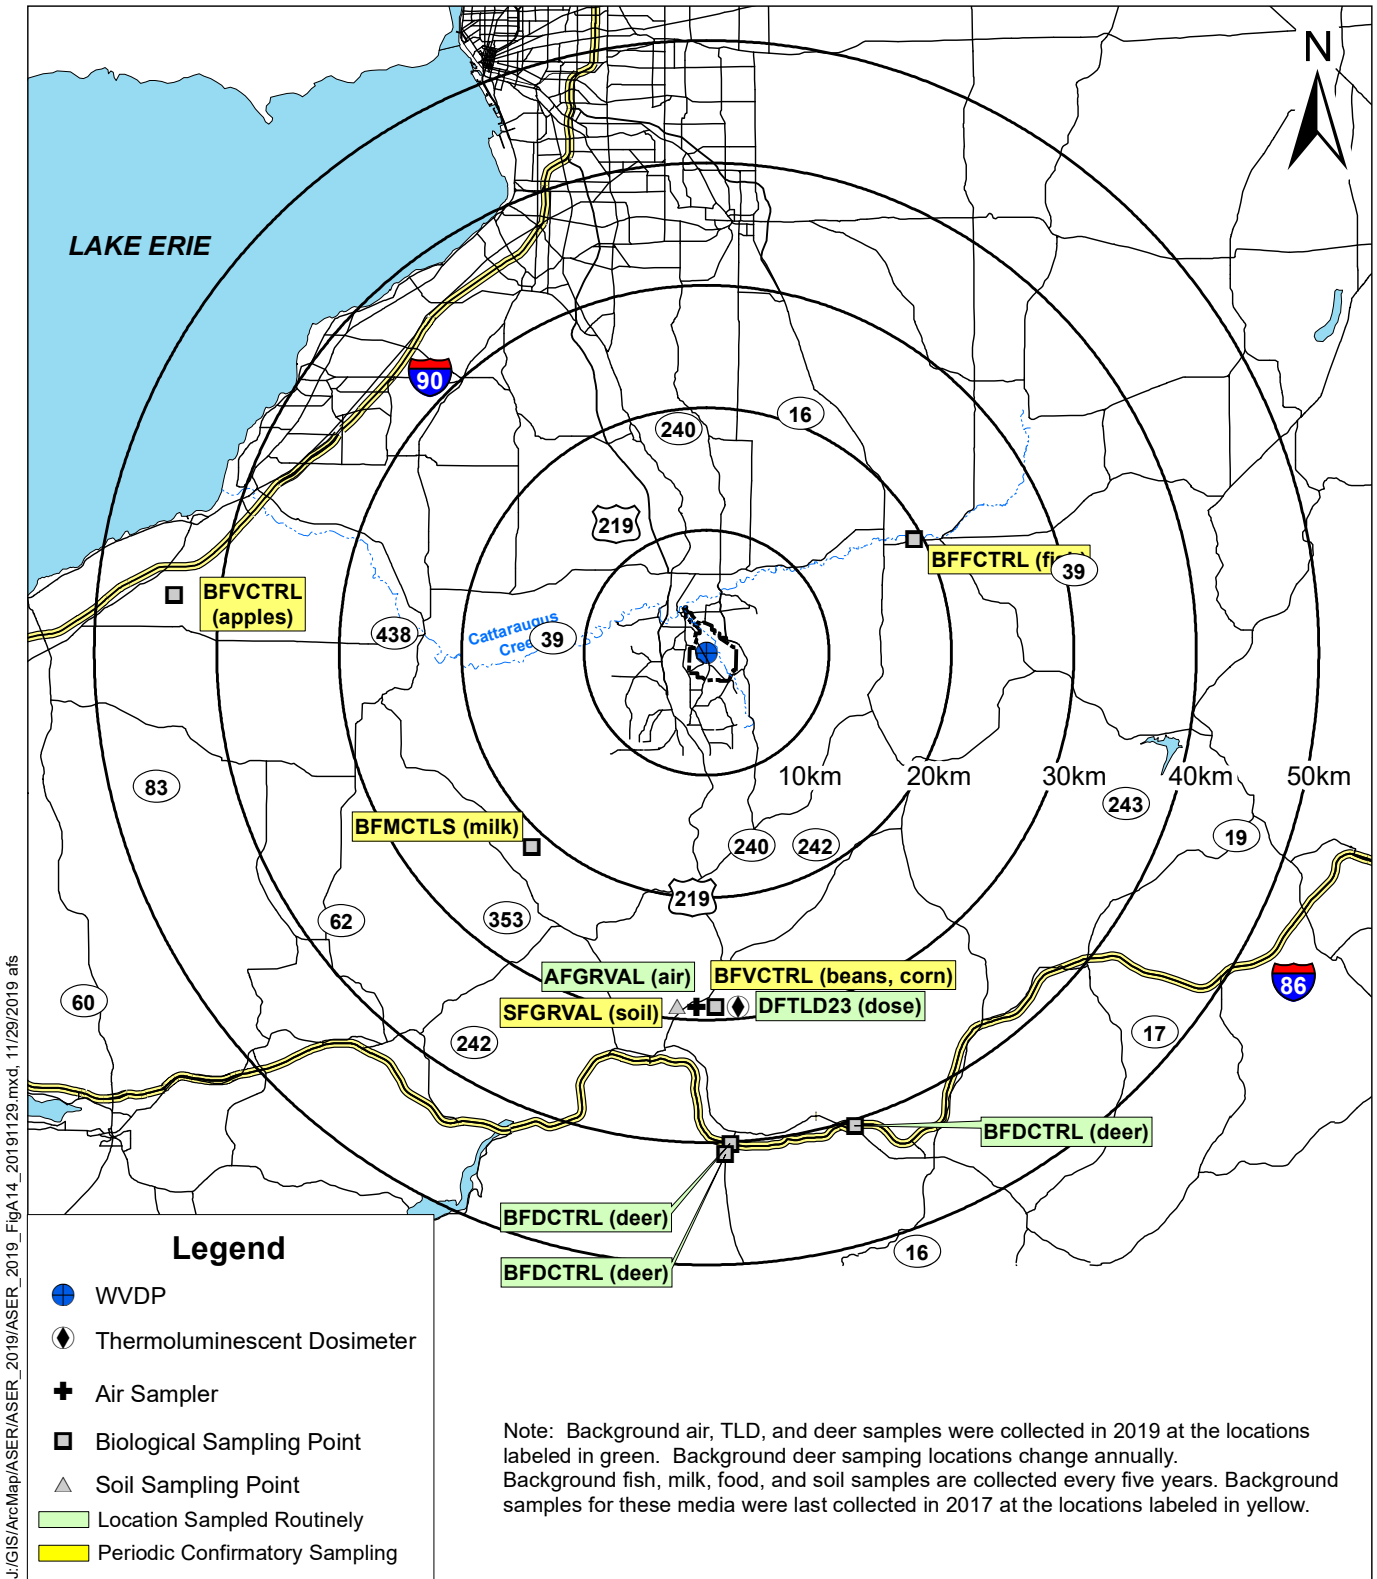 N
LAKE ERIE
90
16
240
219
BFFCTRL
39
BFVCTRL
(apples)
438
Cattaraugus
39
10km
20km
30km
40km
50km
83
243
19
BFMCTLS (milk)
240
242
219
62
353
AFGRVAL (air)
BFVCTRL (beans, corn)
86
60
SFGRVAL (soil)
DFTLD23 (dose)
17
242
BFDCTRL (deer)
BFDCTRL (deer)
16
BFDCTRL (deer)
Legend
WVDP
Thermoluminescent Dosimeter
Air Sampler
Biological Sampling Point
Soil Sampling Point
Location Sampled Routinely
Periodic Confirmatory Sampling
Note: Background air, TLD, and deer samples were collected in 2019 at the locations
labeled in green. Background deer samping locations change annually.
Background fish, milk, food, and soil samples are collected every five years. Background
samples for these media were last collected in 2017 at the locations labeled in yellow.
J:/GIS/ArcMap/ASER/ASER_2019/ASER_2019_FigA14_20191129.mxd, 11/29/2019 afs